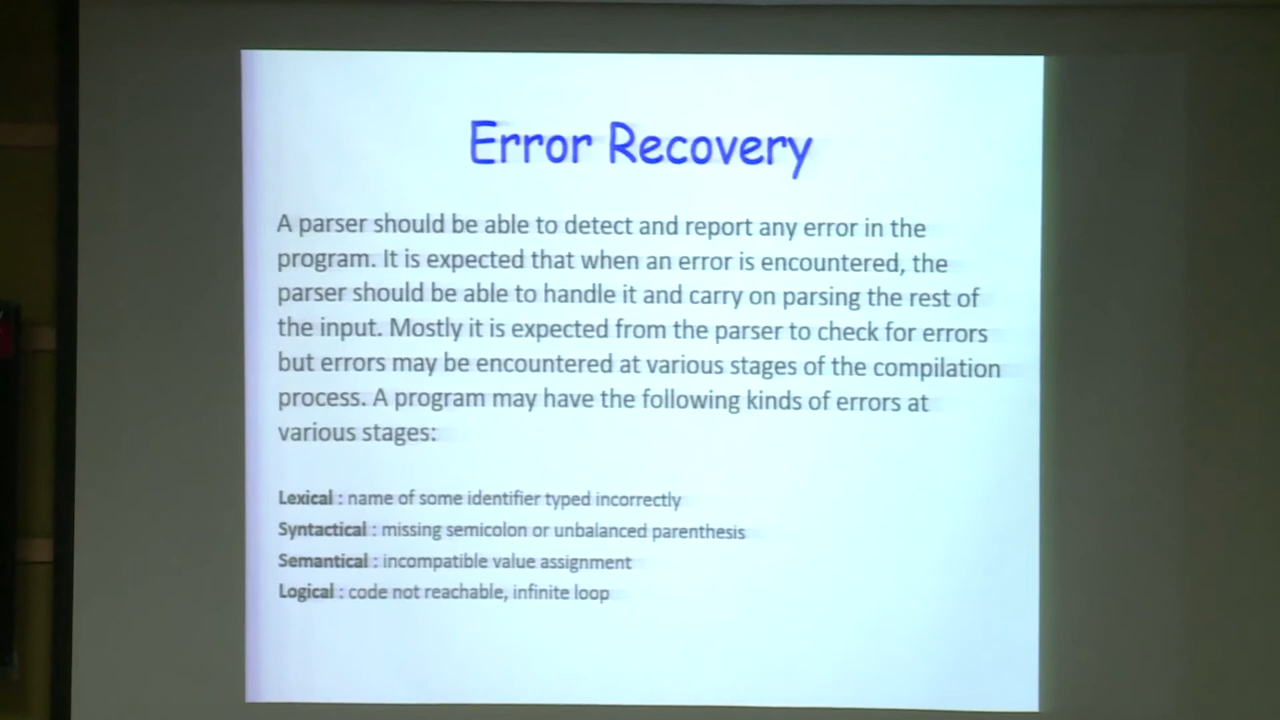 Error Recovery
A parser should be able to detect and report any error in the
program. It is expected that when an error is encountered, the
parser should be able to handle it and carry on parsing the rest of
the input. Mostly it is expected from the parser to check for errors
but errors may be encountered at various stages of the compilation
process. A program may have the following kinds of errors at
various stages:
Lexical : name of some identifier typed incorrectly
Syntactical : missing semicolon or unbalanced parenthesis
Semantical : incompatible value assignment
Logical : code not reachable, infinite loop